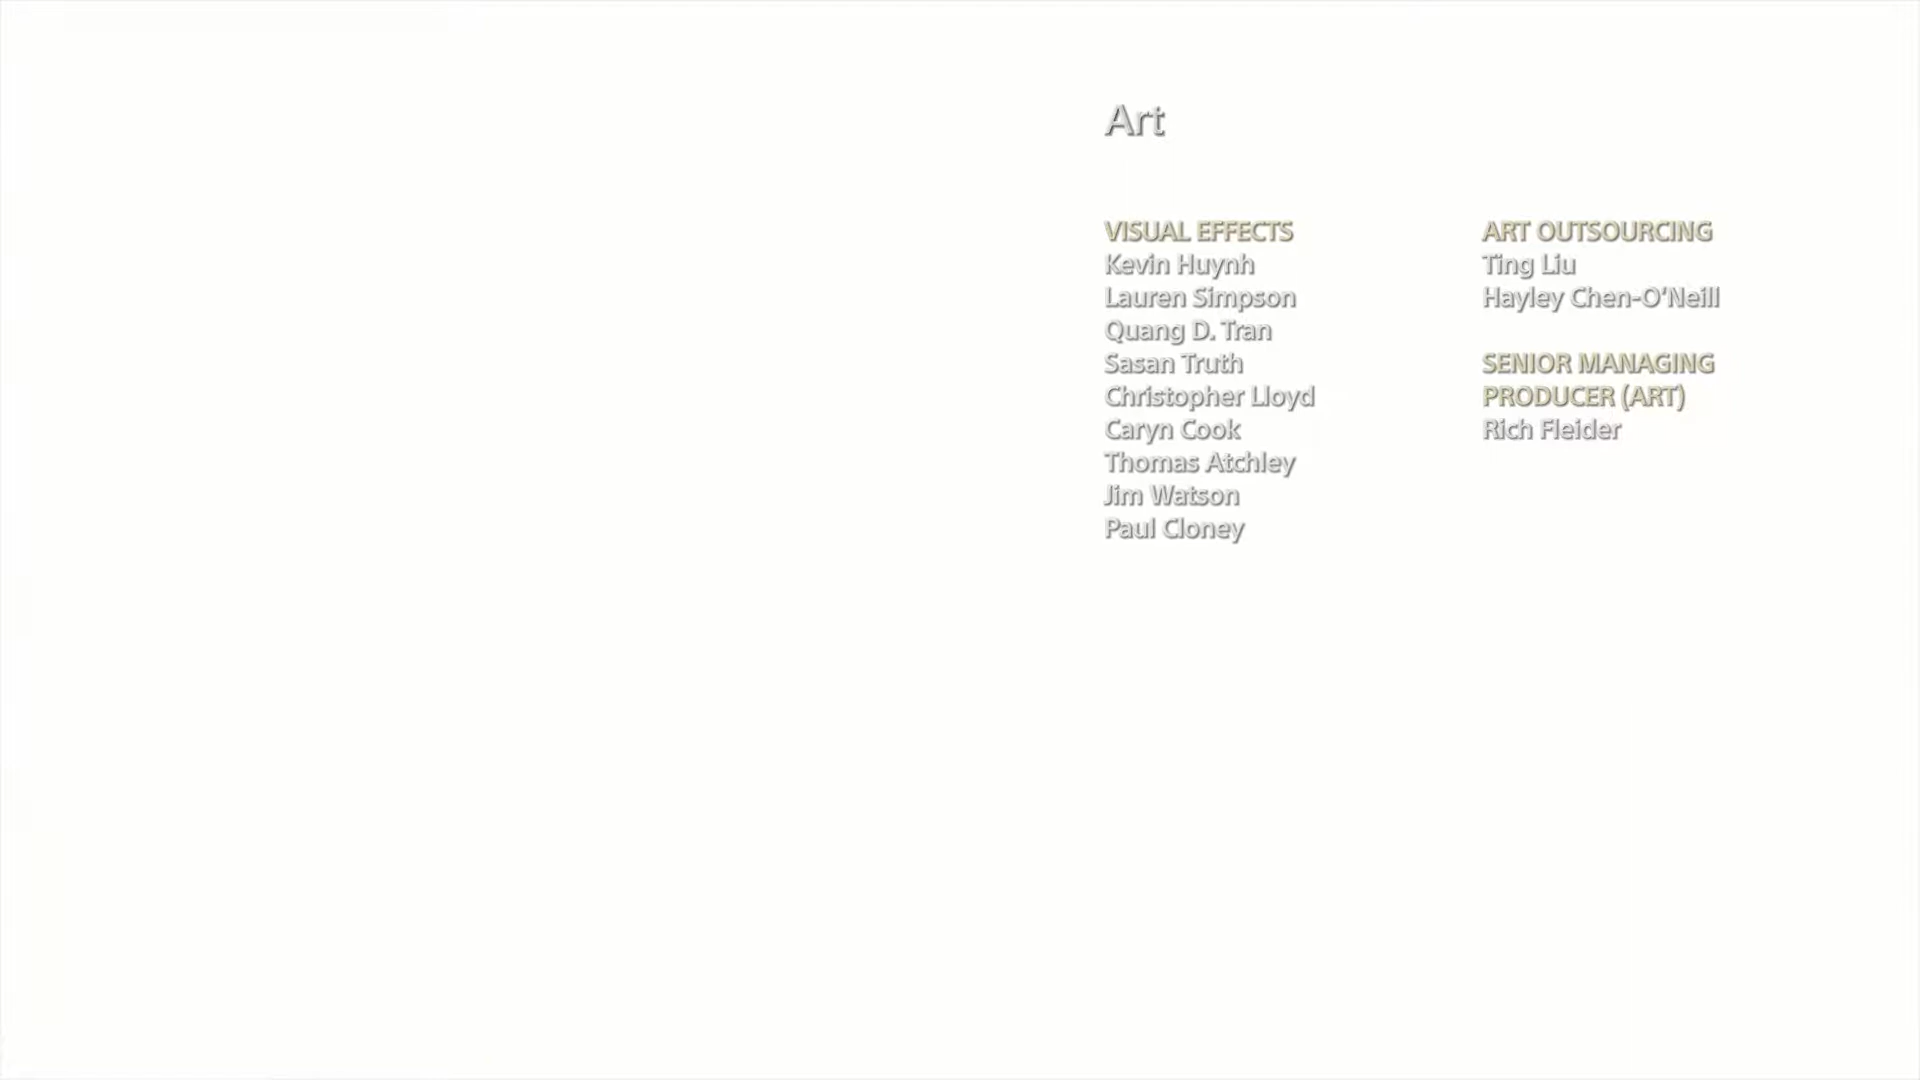 Art
VISUAL EFFECTS
Kevin Huynh
Lauren Simpson
Quang D. Tran
Sasan Truth
Christopher Lloyd
Caryn Cook
Thomas Atchley
Jim Watson
Paul Cloney
ART OUTSOURCING
Ting Liu
Hayley Chen-O'Neill
SENIOR MANAGING
PRODUCER (ART)
Rich Fleider